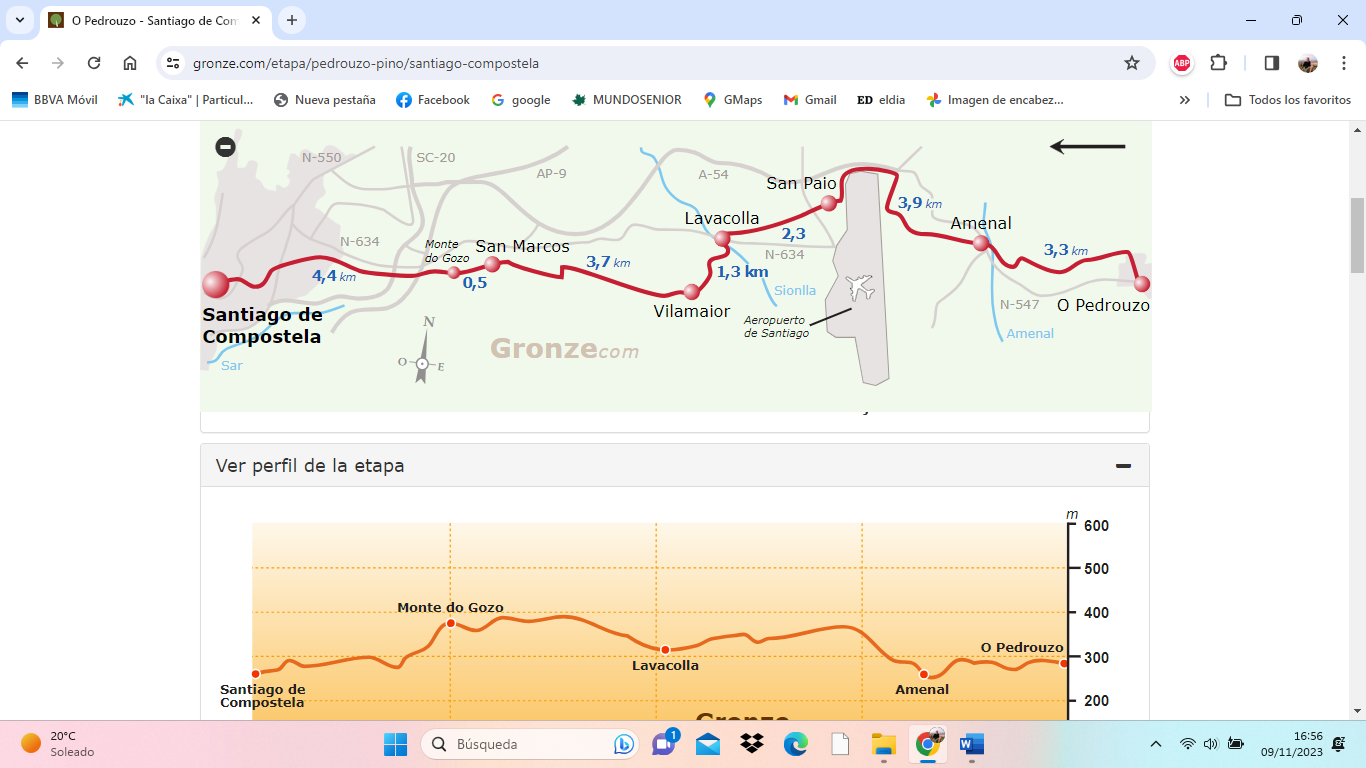 O Pedrouzo - Santiago de Com
gronze.com/etapa/pedrouzo-pino/santiago-compostela
ABP
BBVA Móvil
"la Caixa" | Particul...
Nueva pestaña
Facebook
google
MUNDOSENIOR
GMaps
Gmail
ED eldia
Imagen de encabez...
Todos los favoritos
N-550
SC-20
AP-9
A-54
San Paio
3,9 km
Lavacolla
Amenal
2,3
N-634
Monte
do Gozo
San Marcos
3,7 km
N-634
3,3 km
4,4 km
0,5
1,3 km
Sionlla
Vilamaior
N-547
O Pedrouzo
Santiago de
Compostela
Aeropuerto
de Santiago
Amenal
N
O
E
Gronze.com
Sar
Ver perfil de la etapa
m
600
500
400
300
200
Monte do Gozo
O Pedrouzo
Lavacolla
Santiago de
Compostela
Amenal
Gronze
20°C
Soleado
Búsqueda
1
16:56
09/11/2023